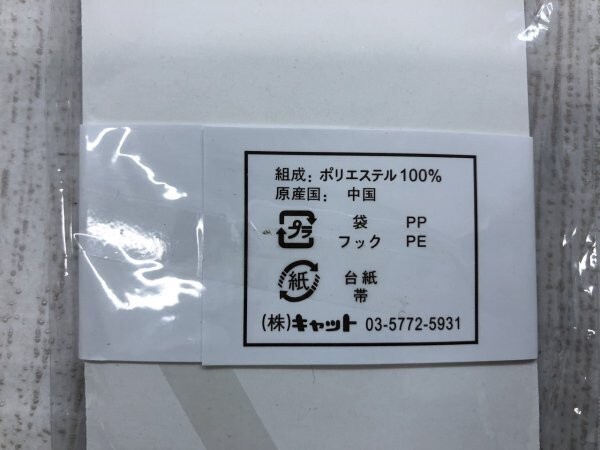 組成: ポリエステル100%
原産国: 中国
プラ 袋 PP
フック PE
紙 台紙
帯
(株)キャット 03-5772-5931